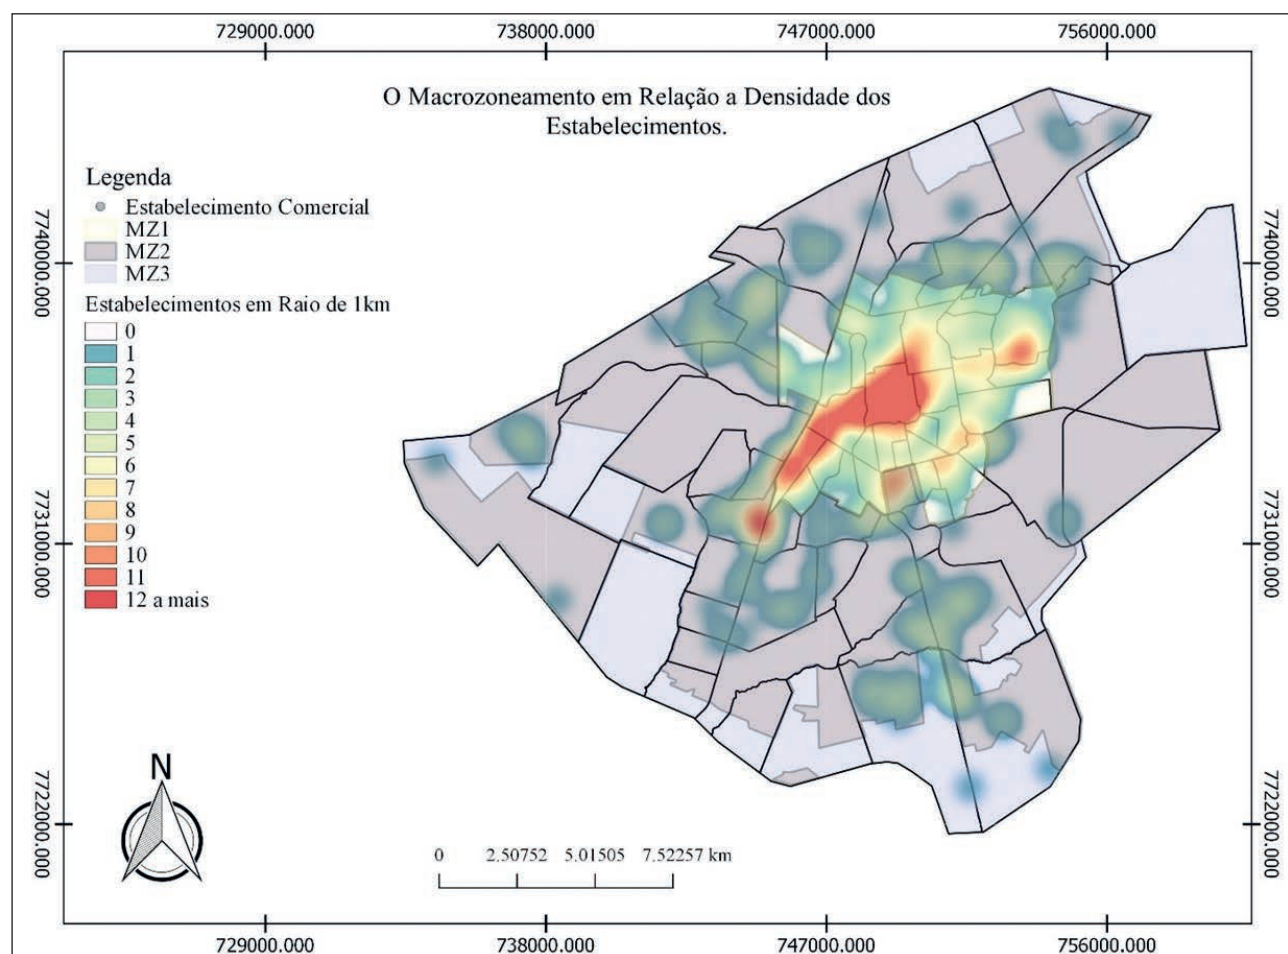 729000.000 738000.000 747000.000 756000.000
O Macrozoneamento em Relação a Densidade dos
Estabelecimentos.
Legenda
Estabelecimento Comercial
MZ1
MZ2
MZ3
Estabelecimentos em Raio de 1km
0
1
2
3
4
5
6
7
8
9
10
11
12 a mais
7740000.000
7731000.000
7722000.000
7740000.000
7731000.000
7722000.000
N
0 2.50752 5.01505 7.52257 km
729000.000 738000.000 747000.000 756000.000